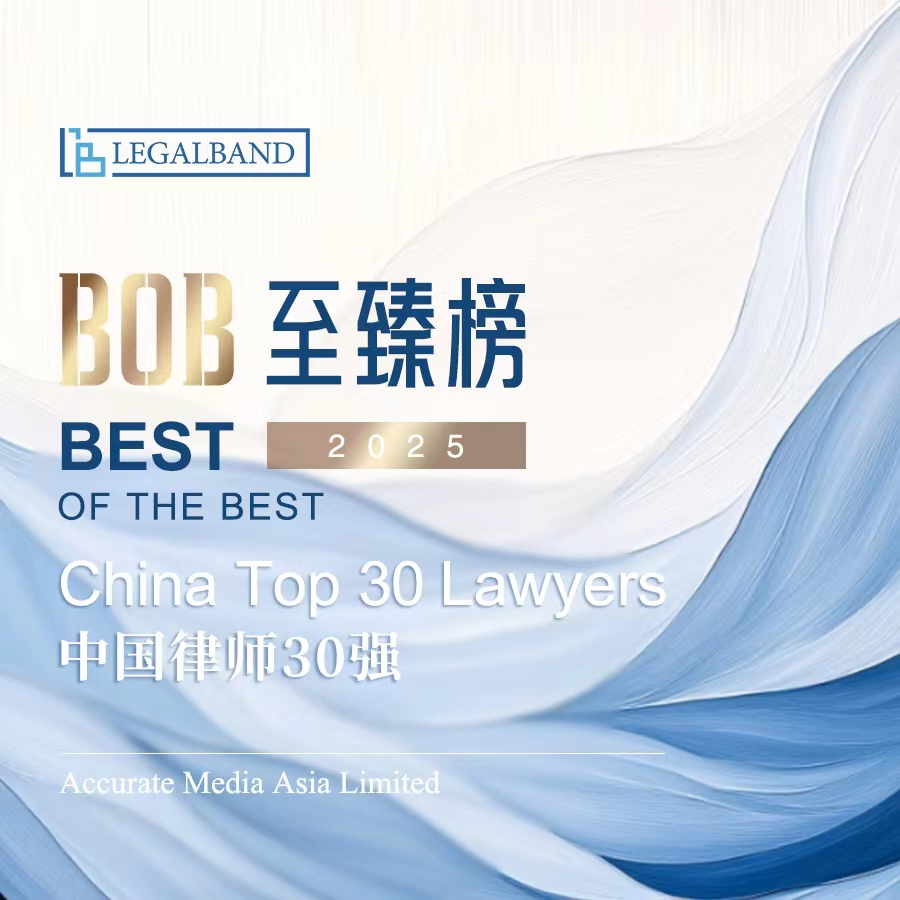 LEGALBAND
BOB 至臻榜
BEST 2025
OF THE BEST
China Top 30 Lawyers
中国律师30强
Accurate Media Asia Limited